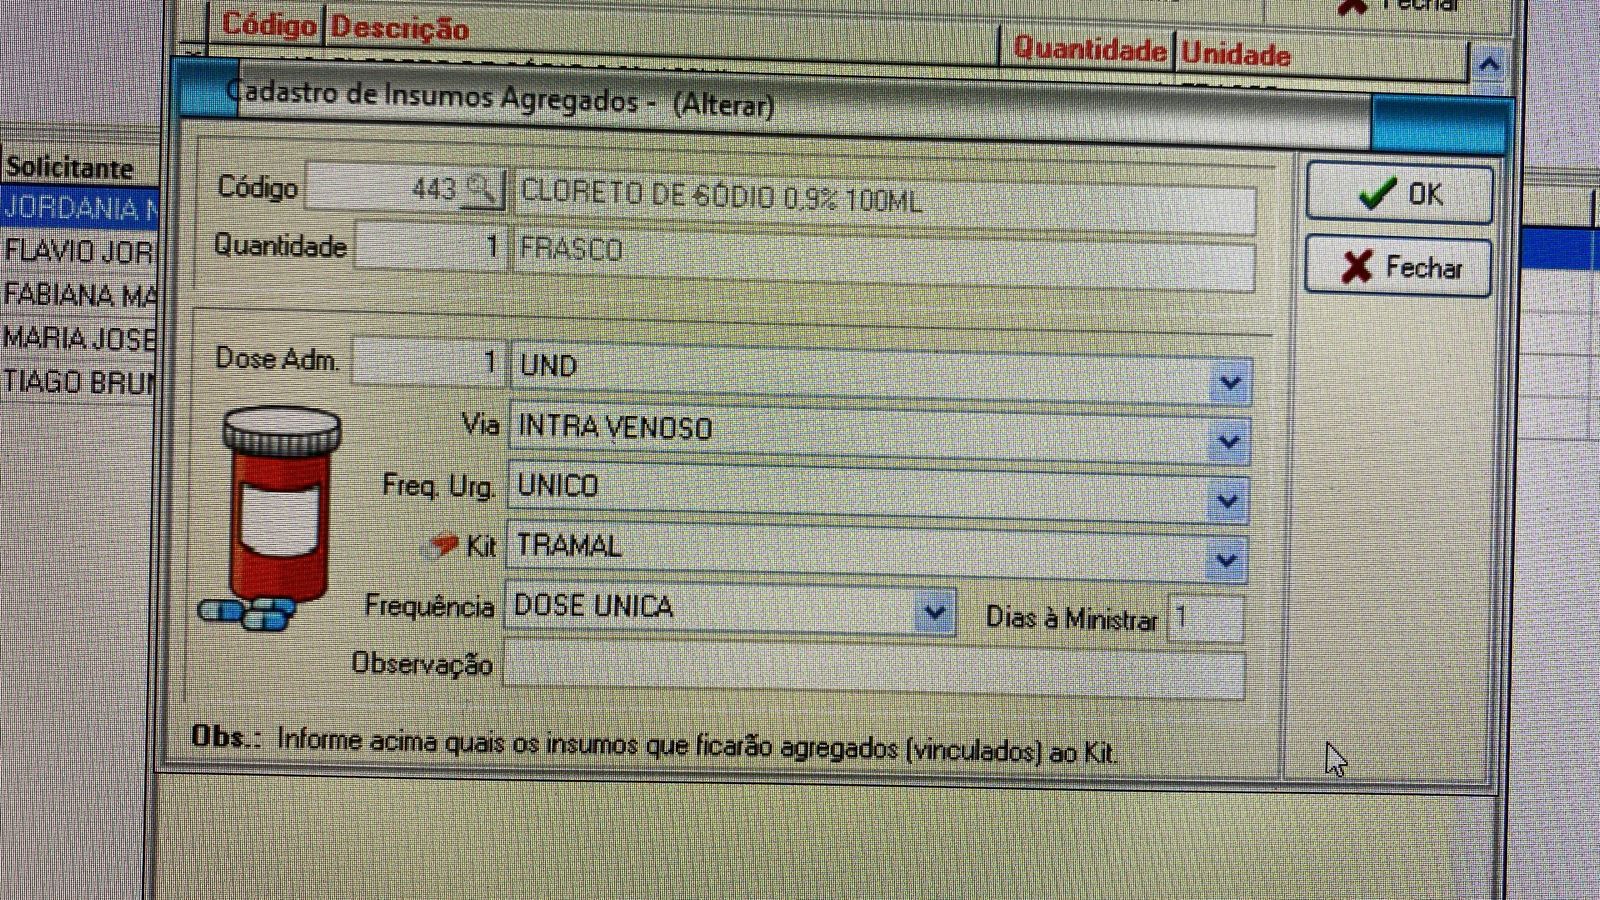 Fechar
Código Descrição Quantidade Unidade
Cadastro de Insumos Agregados - (Alterar)
Solicitante
JORDANIA
FLAVIO JOR
FABIANA MA
MARIA JOSE
TIAGO BRUN
Código 443 CLORETO DE SÓDIO 0,9% 100ML
Quantidade 1 FRASCO
OK
Fechar
Dose Adm. 1 UND
Via INTRA VENOSO
Freq. Urg. UNICO
Kit TRAMAL
Frequência DOSE UNICA Dias à Ministrar 1
Observação
Obs.: Informe acima quais os insumos que ficarão agregados (vinculados) ao Kit.